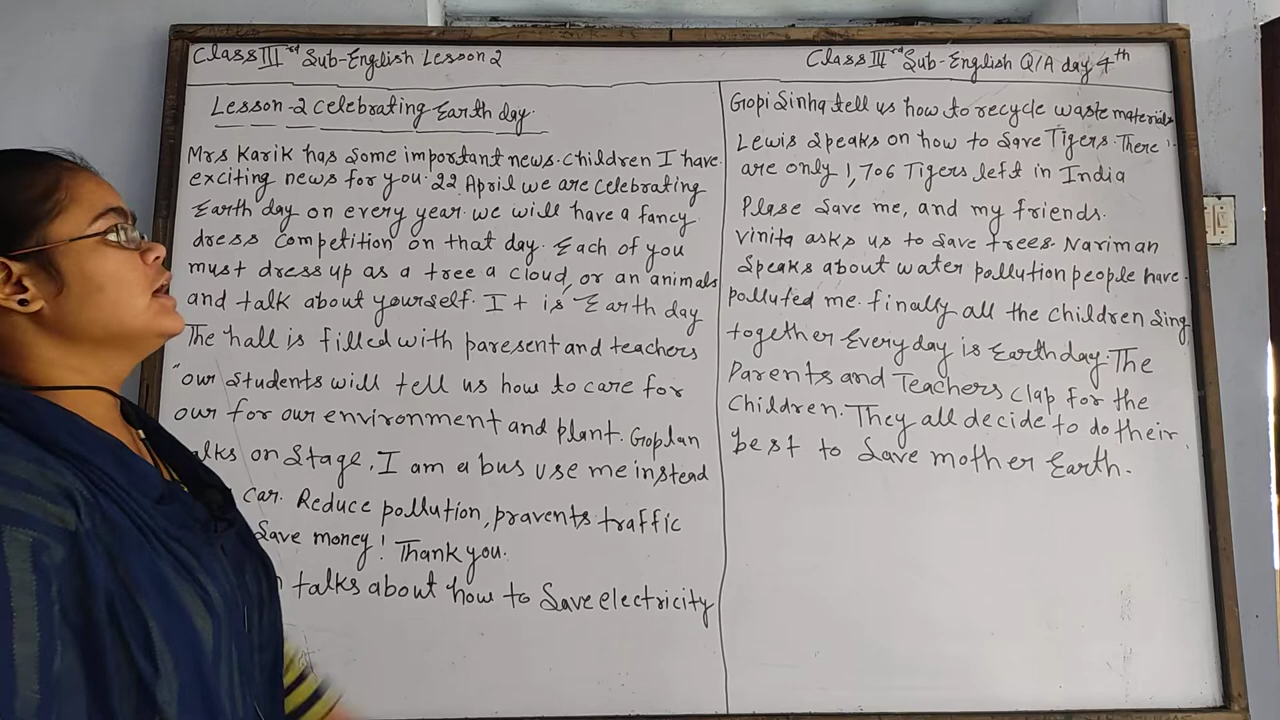 Class IIIrd Sub-English Lesson 2
Lesson-2 celebrating Earth day.
Mrs Karik has some important news. children I have
exciting news for you. 22 April we are celebrating
Earth day on every year. we will have a fancy
dress competition on that day. Each of you
must dress up as a tree a cloud, or an animals
and talk about yourself. It is Earth day
The hall is filled with paresent and teachers
"our students will tell us how to care for
our for our environment and plant. Goplan
on stage, I am a bus use me instead
car. Reduce pollution, pravents traffic
Save money! Thank you.
talks about how to Save electricity
Class IIIrd Sub-English Q/A day 4th
Gopi Sinha tell us how to recycle waste materials
Lewis speaks on how to Save Tigers. There
are only 1,706 Tigers left in India
Plase Save me, and my friends.
vinita asks us to Save trees. Nariman
Speaks about water pollution people have
polluted me. finally all the children Sing
together Everyday is Earthday. The
Parents and Teachers clap for the
children. They all decide to do their
best to Save mother Earth.